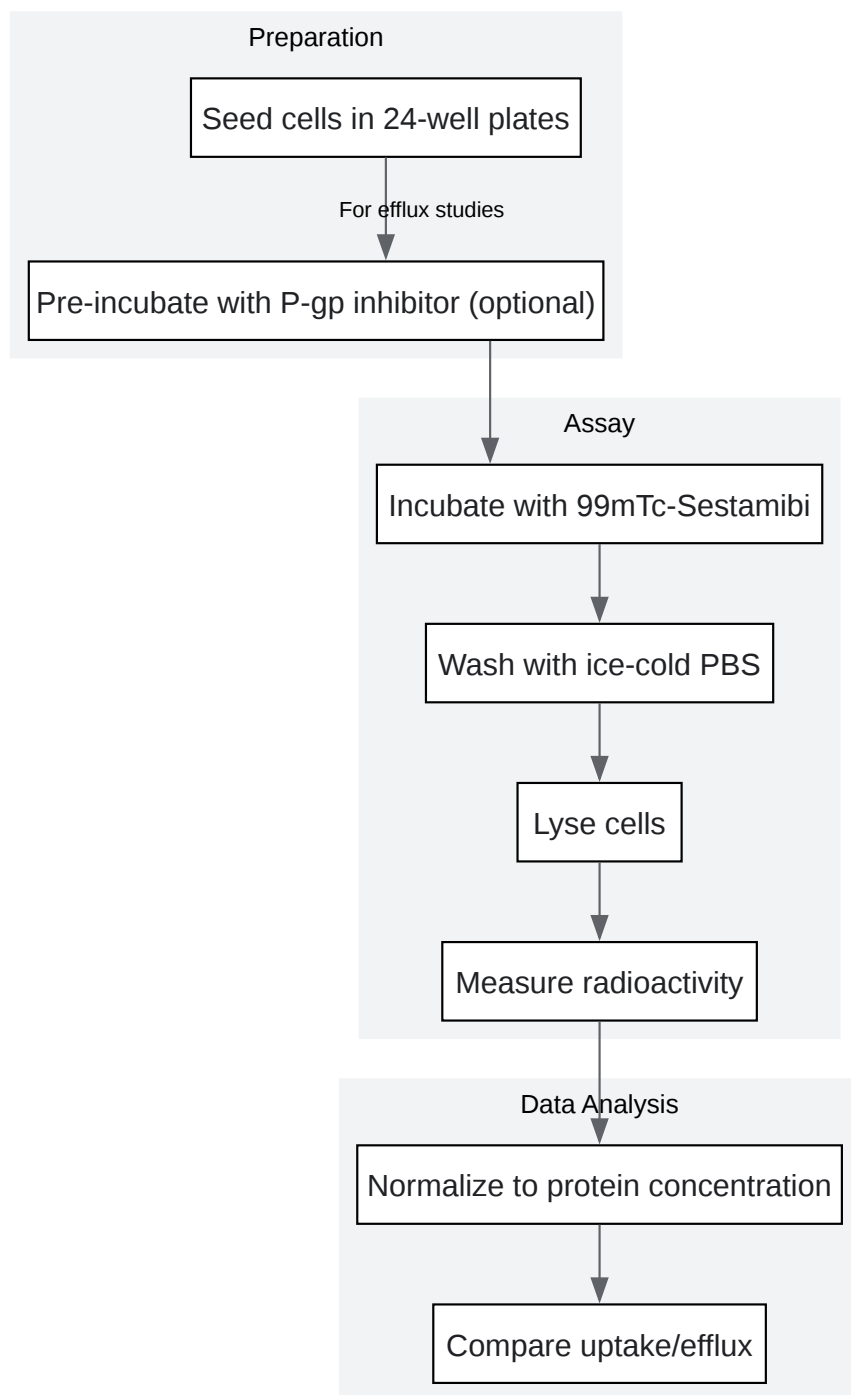 Preparation
Seed cells in 24-well plates
For efflux studies
Pre-incubate with P-gp inhibitor (optional)
Assay
Incubate with 99mTc-Sestamibi
Wash with ice-cold PBS
Lyse cells
Measure radioactivity
Data Analysis
Normalize to protein concentration
Compare uptake/efflux